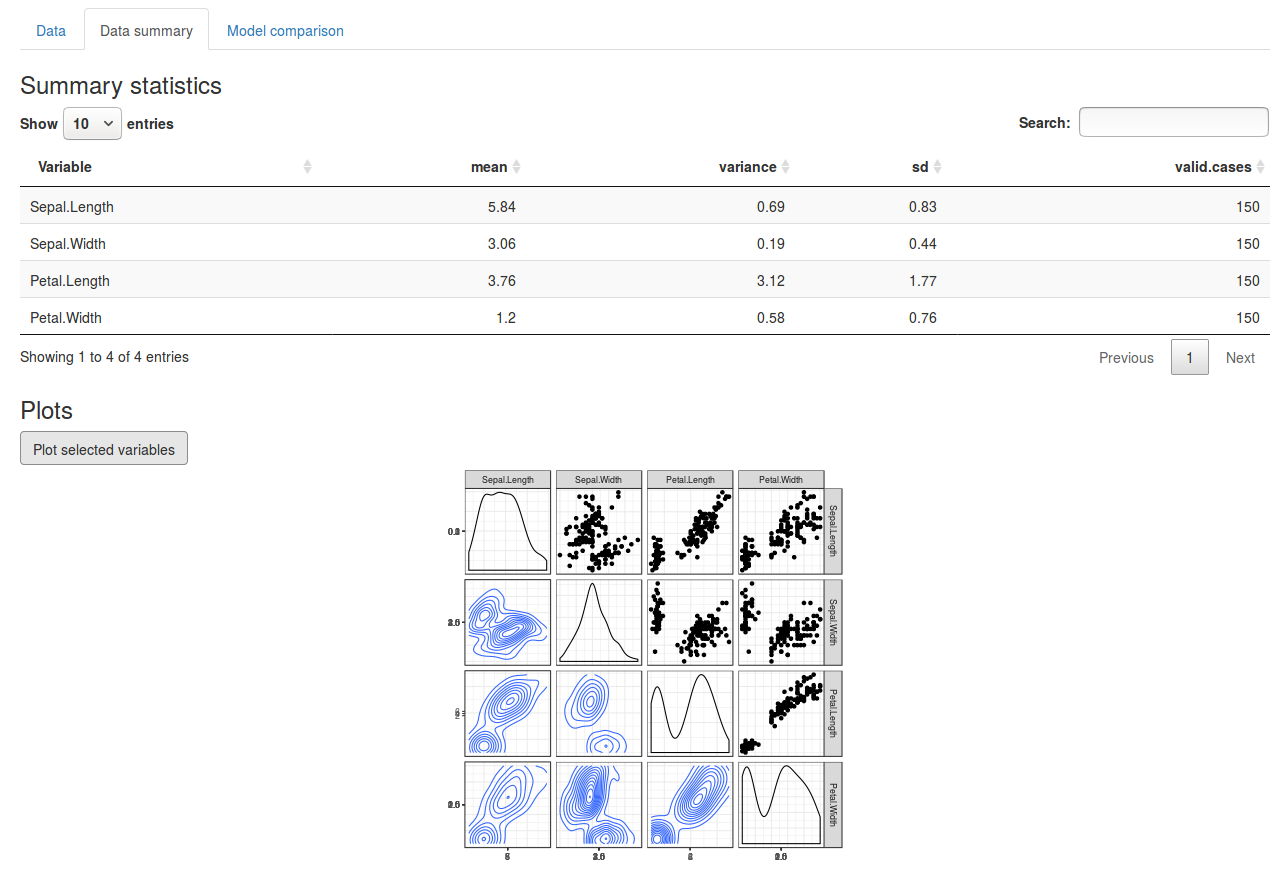 Data Data summary Model comparison
Summary statistics
Show 10 entries Search:
Variable mean variance sd valid.cases
Sepal.Length 5.84 0.69 0.83 150
Sepal.Width 3.06 0.19 0.44 150
Petal.Length 3.76 3.12 1.77 150
Petal.Width 1.2 0.58 0.76 150
Showing 1 to 4 of 4 entries Previous 1 Next
Plots
Plot selected variables
Sepal.Length Sepal.Width Petal.Length Petal.Width
Sepal.Length
Sepal.Width
Petal.Length
Petal.Width